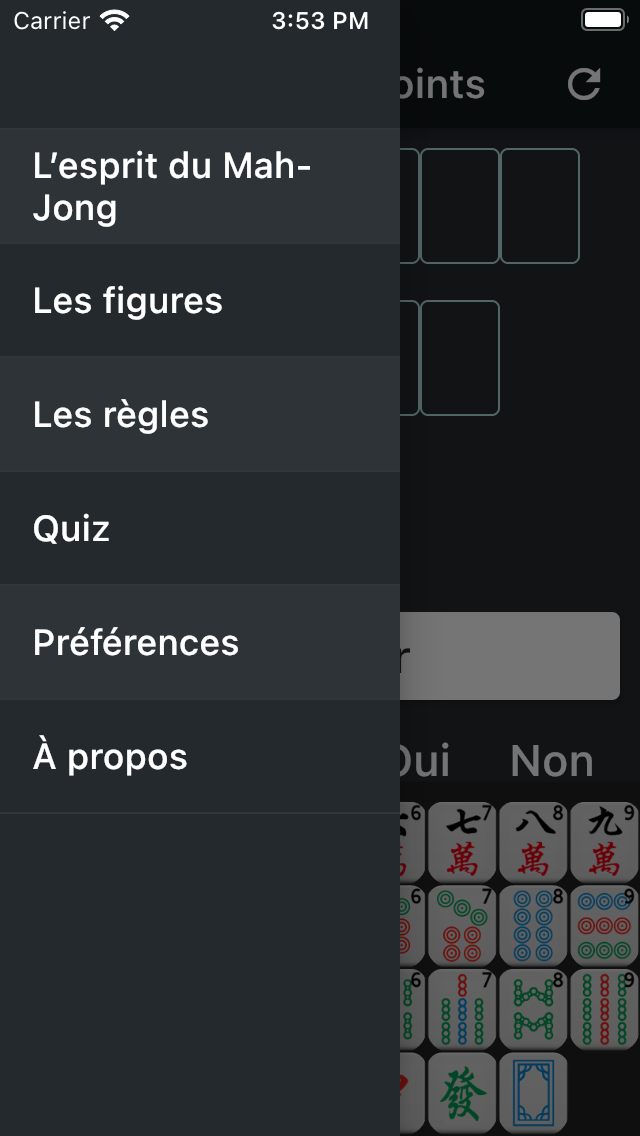 Carrier 3:53 PM
oints
L’esprit du Mah-
Jong
Les figures
Les règles
Quiz
Préférences
À propos
r
Oui Non
6 七7 萬 八8 萬 九9 萬
6 7 8 9
6 7 8 9
發